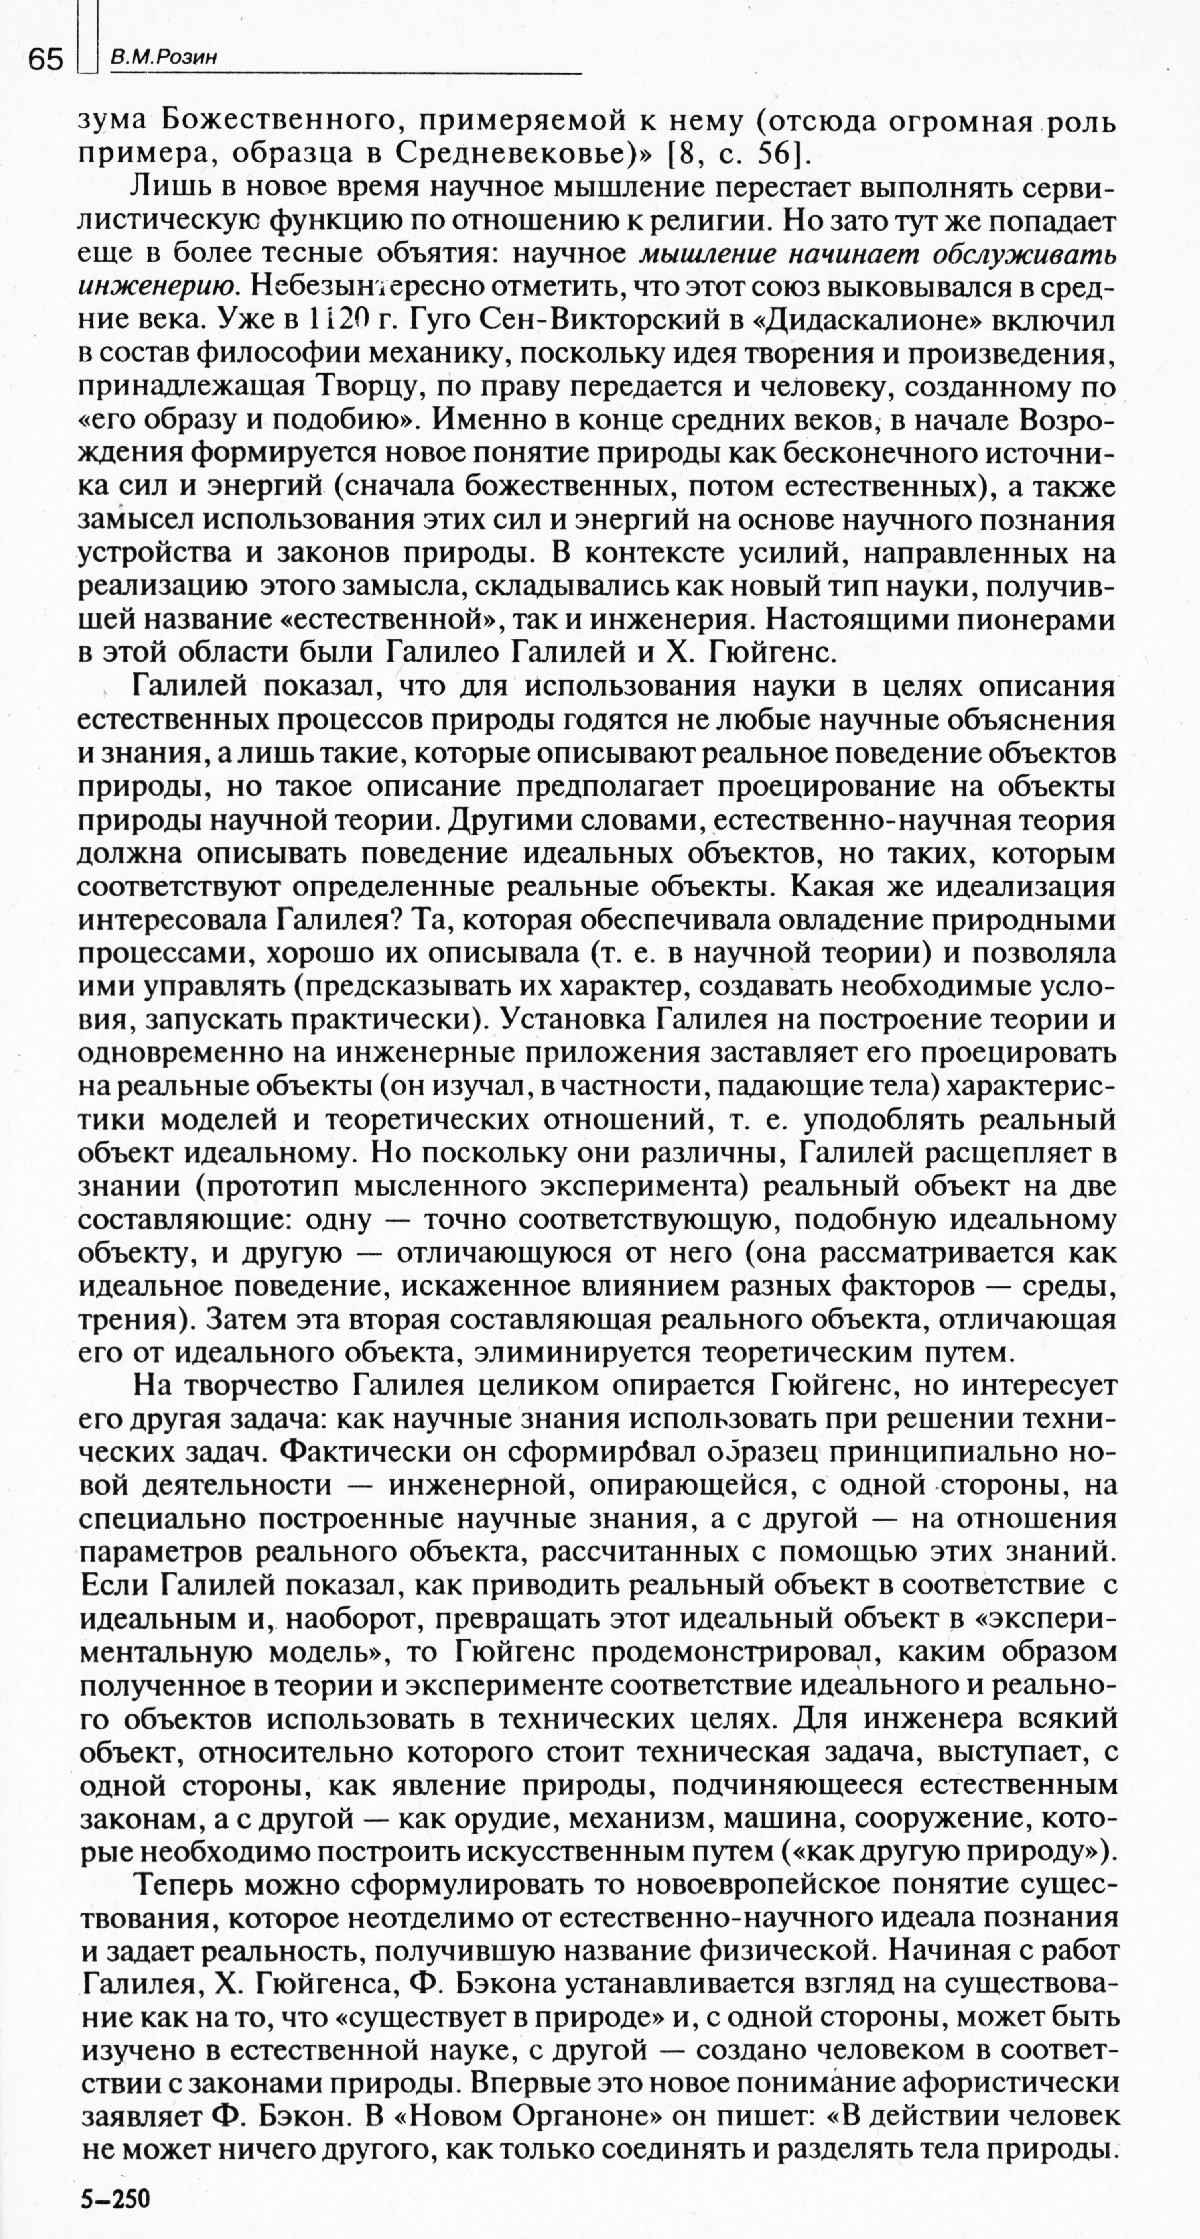 65 В.М.Розин
зума Божественного, примеряемой к нему (отсюда огромная роль
примера, образца в Средневековье)» [8, с. 56].
Лишь в новое время научное мышление перестает выполнять серви-
листическую функцию по отношению к религии. Но зато тут же попадает
еще в более тесные объятия: научное мышление начинает обслуживать
инженерию. Небезынтересно отметить, что этот союз выковывался в сред-
ние века. Уже в 1120 г. Гуго Сен-Викторский в «Дидаскалионе» включил
в состав философии механику, поскольку идея творения и произведения,
принадлежащая Творцу, по праву передается и человеку, созданному по
«его образу и подобию». Именно в конце средних веков, в начале Возро-
ждения формируется новое понятие природы как бесконечного источни-
ка сил и энергий (сначала божественных, потом естественных), а также
замысел использования этих сил и энергий на основе научного познания
устройства и законов природы. В контексте усилий, направленных на
реализацию этого замысла, складывались как новый тип науки, получив-
шей название «естественной», так и инженерия. Настоящими пионерами
в этой области были Галилео Галилей и Х. Гюйгенс.
Галилей показал, что для использования науки в целях описания
естественных процессов природы годятся не любые научные объяснения
и знания, а лишь такие, которые описывают реальное поведение объектов
природы, но такое описание предполагает проецирование на объекты
природы научной теории. Другими словами, естественно-научная теория
должна описывать поведение идеальных объектов, но таких, которым
соответствуют определенные реальные объекты. Какая же идеализация
интересовала Галилея? Та, которая обеспечивала овладение природными
процессами, хорошо их описывала (т. е. в научной теории) и позволяла
ими управлять (предсказывать их характер, создавать необходимые усло-
вия, запускать практически). Установка Галилея на построение теории и
одновременно на инженерные приложения заставляет его проецировать
на реальные объекты (он изучал, в частности, падающие тела) характерис-
тики моделей и теоретических отношений, т. е. уподоблять реальный
объект идеальному. Но поскольку они различны, Галилей расщепляет в
знании (прототип мысленного эксперимента) реальный объект на две
составляющие: одну — точно соответствующую, подобную идеальному
объекту, и другую — отличающуюся от него (она рассматривается как
идеальное поведение, искаженное влиянием разных факторов — среды,
трения). Затем эта вторая составляющая реального объекта, отличающая
его от идеального объекта, элиминируется теоретическим путем.
На творчество Галилея целиком опирается Гюйгенс, но интересует
его другая задача: как научные знания использовать при решении техни-
ческих задач. Фактически он сформировал образец принципиально но-
вой деятельности — инженерной, опирающейся, с одной стороны, на
специально построенные научные знания, а с другой — на отношения
параметров реального объекта, рассчитанных с помощью этих знаний.
Если Галилей показал, как приводить реальный объект в соответствие с
идеальным и, наоборот, превращать этот идеальный объект в «экспери-
ментальную модель», то Гюйгенс продемонстрировал, каким образом
полученное в теории и эксперименте соответствие идеального и реально-
го объектов использовать в технических целях. Для инженера всякий
объект, относительно которого стоит техническая задача, выступает, с
одной стороны, как явление природы, подчиняющееся естественным
законам, а с другой — как орудие, механизм, машина, сооружение, кото-
рые необходимо построить искусственным путем («как другую природу»).
Теперь можно сформулировать то новоевропейское понятие сущес-
твования, которое неотделимо от естественно-научного идеала познания
и задает реальность, получившую название физической. Начиная с работ
Галилея, Х. Гюйгенса, Ф. Бэкона устанавливается взгляд на существова-
ние как на то, что «существует в природе» и, с одной стороны, может быть
изучено в естественной науке, с другой — создано человеком в соответ-
ствии с законами природы. Впервые это новое понимание афористически
заявляет Ф. Бэкон. В «Новом Органоне» он пишет: «В действии человек
не может ничего другого, как только соединять и разделять тела природы.
5–250